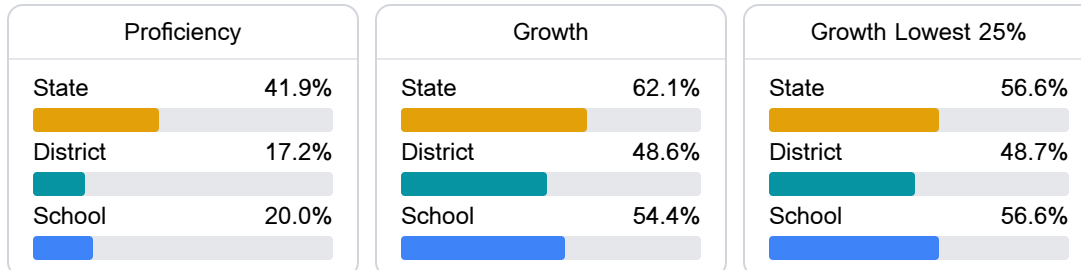 Proficiency
State 41.9%
District 17.2%
School 20.0%
Growth
State 62.1%
District 48.6%
School 54.4%
Growth Lowest 25%
State 56.6%
District 48.7%
School 56.6%